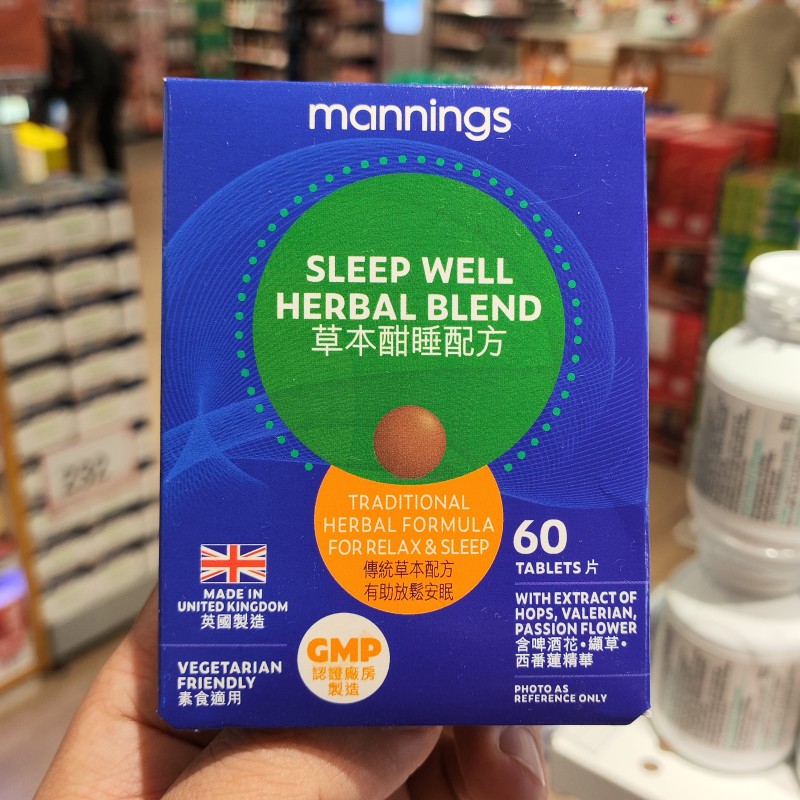 mannings
SLEEP WELL
HERBAL BLEND
草本酣睡配方
TRADITIONAL
HERBAL FORMULA
FOR RELAX & SLEEP
傳統草本配方
有助放鬆安眠
60
TABLETS 片
MADE IN
UNITED KINGDOM
英國製造
WITH EXTRACT OF
HOPS, VALERIAN,
PASSION FLOWER
含啤酒花•纈草•
西番蓮精華
GMP
認證廠房
製造
VEGETARIAN
FRIENDLY
素食適用
PHOTO AS
REFERENCE ONLY